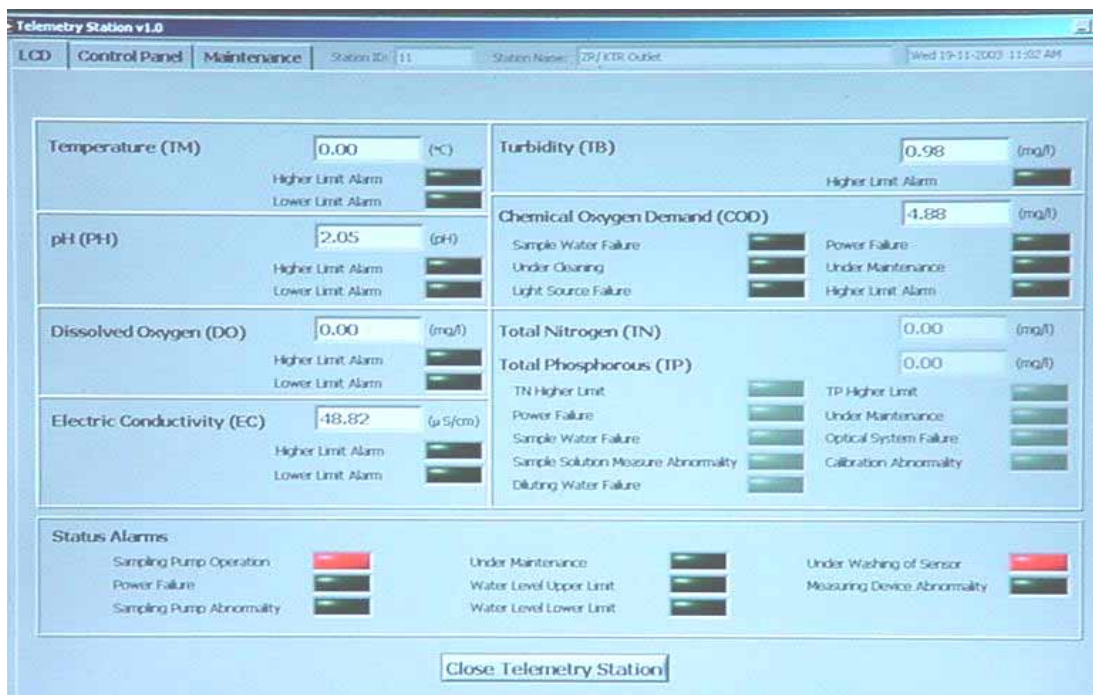 Telemetry Station v1.0
LCD Control Panel Maintenance Station ID: 11 Station Name: ZR/ KTR Outlet Wed 19-11-2003 11:02 AM
Temperature (TM) 0.00 (°C)
Higher Limit Alarm
Lower Limit Alarm
pH (PH) 2.05 (pH)
Higher Limit Alarm
Lower Limit Alarm
Dissolved Oxygen (DO) 0.00 (mg/l)
Higher Limit Alarm
Lower Limit Alarm
Electric Conductivity (EC) 48.82 (μ S/cm)
Higher Limit Alarm
Lower Limit Alarm
Turbidity (TB) 0.98 (mg/l)
Higher Limit Alarm
Chemical Oxygen Demand (COD) 4.88 (mg/l)
Sample Water Failure Power Failure
Under Cleaning Under Maintenance
Light Source Failure Higher Limit Alarm
Total Nitrogen (TN) 0.00 (mg/l)
Total Phosphorous (TP) 0.00 (mg/l)
TN Higher Limit TP Higher Limit
Power Failure Under Maintenance
Sample Water Failure Optical System Failure
Sample Solution Measure Abnormality Calibration Abnormality
Diluting Water Failure
Status Alarms
Sampling Pump Operation Under Maintenance Under Washing of Sensor
Power Failure Water Level Upper Limit Measuring Device Abnormality
Sampling Pump Abnormality Water Level Lower Limit
Close Telemetry Station